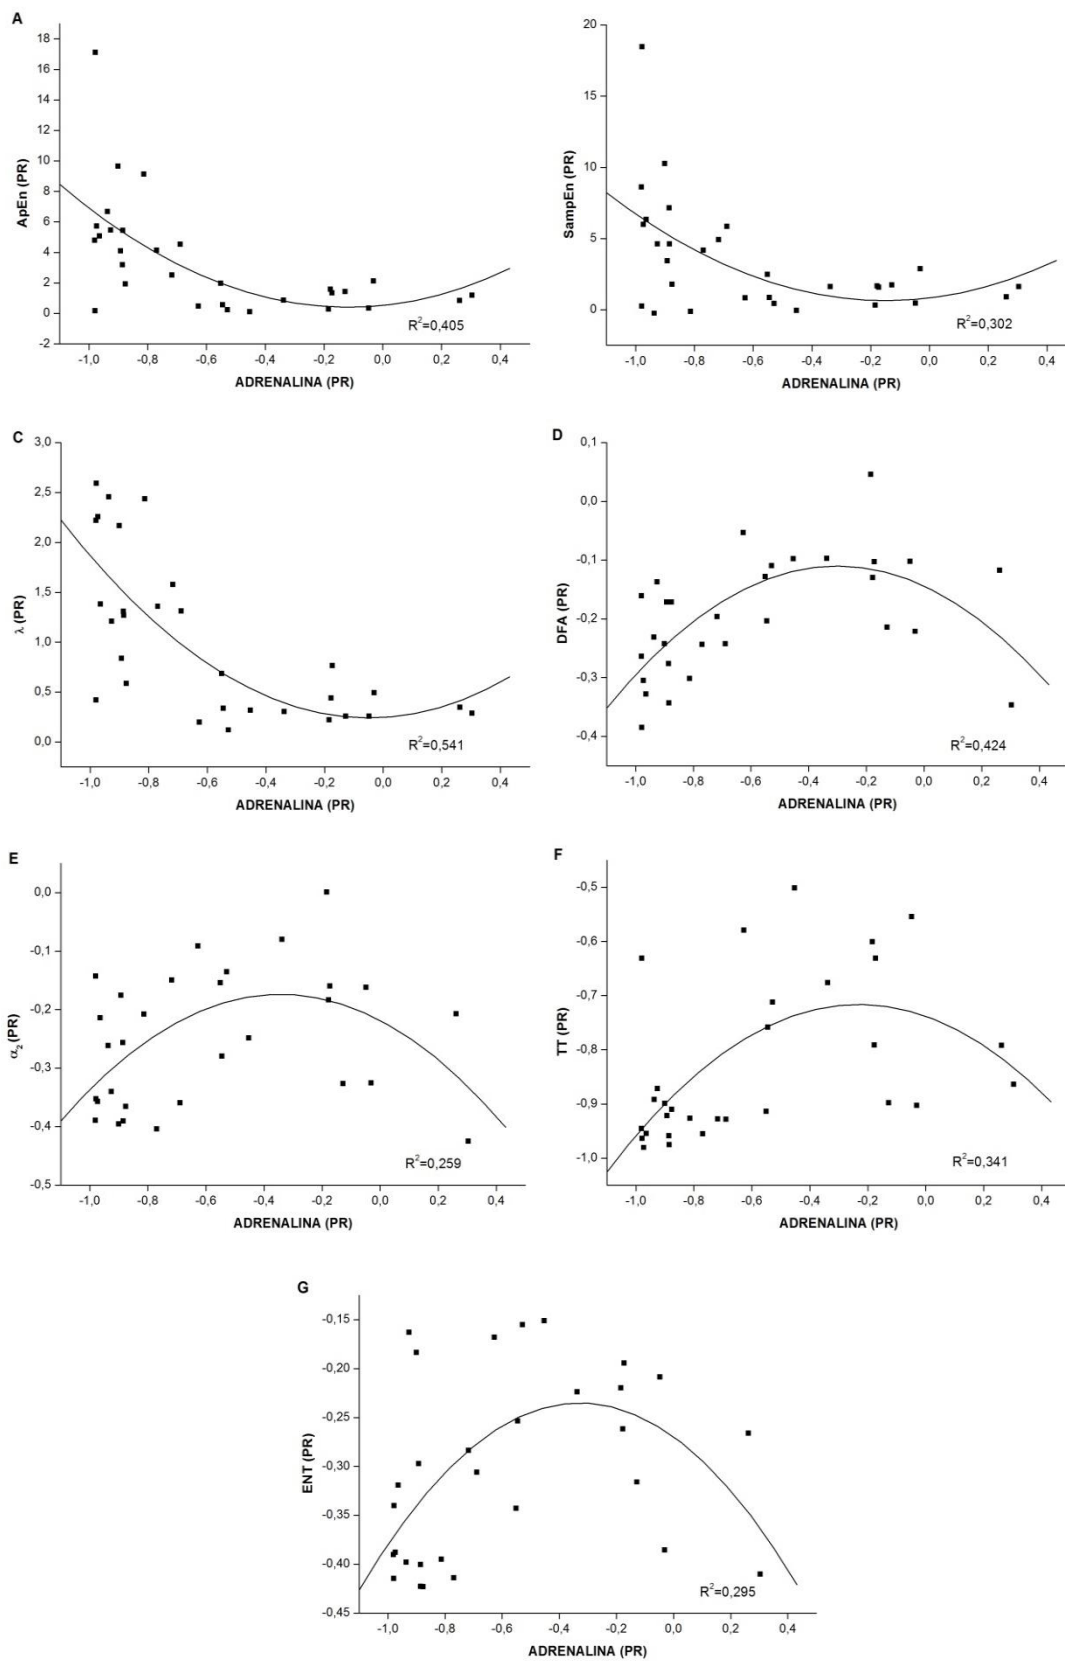 A
18
16
14
12
10
8
6
4
2
0
-2
ApEn (PR)
R²=0,405
-1,0 -0,8 -0,6 -0,4 -0,2 0,0 0,2 0,4
ADRENALINA (PR)
20
15
10
5
0
SampEn (PR)
R²=0,302
-1,0 -0,8 -0,6 -0,4 -0,2 0,0 0,2 0,4
ADRENALINA (PR)
C
3,0
2,5
2,0
1,5
1,0
0,5
0,0
λ (PR)
R²=0,541
-1,0 -0,8 -0,6 -0,4 -0,2 0,0 0,2 0,4
ADRENALINA (PR)
D
0,1
0,0
-0,1
-0,2
-0,3
-0,4
DFA (PR)
R²=0,424
-1,0 -0,8 -0,6 -0,4 -0,2 0,0 0,2 0,4
ADRENALINA (PR)
E
0,0
-0,1
-0,2
-0,3
-0,4
-0,5
α₂ (PR)
R²=0,259
-1,0 -0,8 -0,6 -0,4 -0,2 0,0 0,2 0,4
ADRENALINA (PR)
F
-0,5
-0,6
-0,7
-0,8
-0,9
-1,0
TT (PR)
R²=0,341
-1,0 -0,8 -0,6 -0,4 -0,2 0,0 0,2 0,4
ADRENALINA (PR)
G
-0,15
-0,20
-0,25
-0,30
-0,35
-0,40
-0,45
ENT (PR)
R²=0,295
-1,0 -0,8 -0,6 -0,4 -0,2 0,0 0,2 0,4
ADRENALINA (PR)